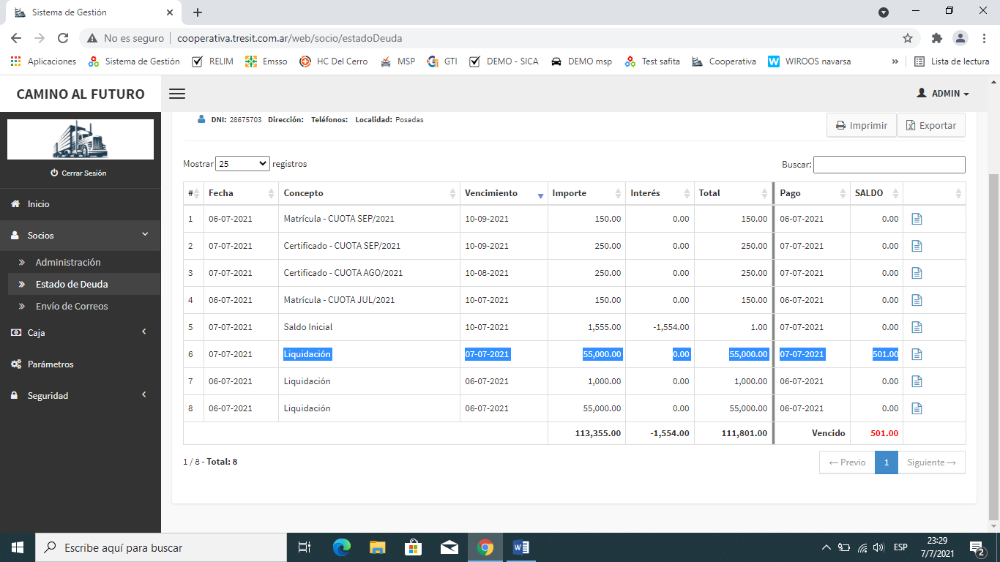 Sistema de Gestión
No es seguro | cooperativa.tresit.com.ar/web/socio/estadoDeuda
Aplicaciones Sistema de Gestión RELIM Emsso HC Del Cerro MSP GTI DEMO - SICA DEMO msp Test safita Cooperativa WIROOS navarsa » Lista de lectura
CAMINO AL FUTURO ADMIN
DNI: 28675703 Dirección: Teléfonos: Localidad: Posadas
Imprimir Exportar
Cerrar Sesión
Inicio
Socios
Administración
Estado de Deuda
Envío de Correos
Caja
Parámetros
Seguridad
Mostrar 25 registros Buscar:
# Fecha Concepto Vencimiento Importe Interés Total Pago SALDO
1 06-07-2021 Matrícula - CUOTA SEP/2021 10-09-2021 150.00 0.00 150.00 06-07-2021 0.00
2 07-07-2021 Certificado - CUOTA SEP/2021 10-09-2021 250.00 0.00 250.00 07-07-2021 0.00
3 07-07-2021 Certificado - CUOTA AGO/2021 10-08-2021 250.00 0.00 250.00 07-07-2021 0.00
4 06-07-2021 Matrícula - CUOTA JUL/2021 10-07-2021 150.00 0.00 150.00 06-07-2021 0.00
5 07-07-2021 Saldo Inicial 10-07-2021 1,555.00 -1,554.00 1.00 07-07-2021 0.00
6 07-07-2021 Liquidación 07-07-2021 55,000.00 0.00 55,000.00 07-07-2021 501.00
7 06-07-2021 Liquidación 06-07-2021 1,000.00 0.00 1,000.00 06-07-2021 0.00
8 06-07-2021 Liquidación 06-07-2021 55,000.00 0.00 55,000.00 06-07-2021 0.00
113,355.00 -1,554.00 111,801.00 Vencido 501.00
1 / 8 - Total: 8
← Previo 1 Siguiente →
Escribe aquí para buscar
ESP
23:29
7/7/2021
2